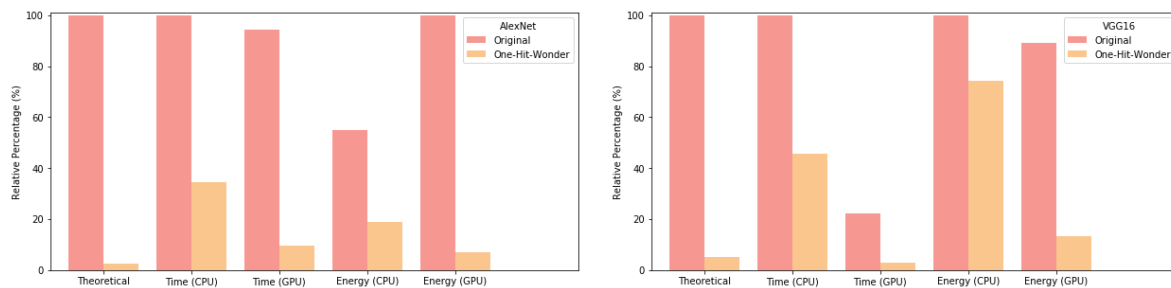 AlexNet
Original
One-Hit-Wonder
Relative Percentage (%)
100
80
60
40
20
0
Theoretical
Time (CPU)
Time (GPU)
Energy (CPU)
Energy (GPU)
VGG16
Original
One-Hit-Wonder
Relative Percentage (%)
100
80
60
40
20
0
Theoretical
Time (CPU)
Time (GPU)
Energy (CPU)
Energy (GPU)